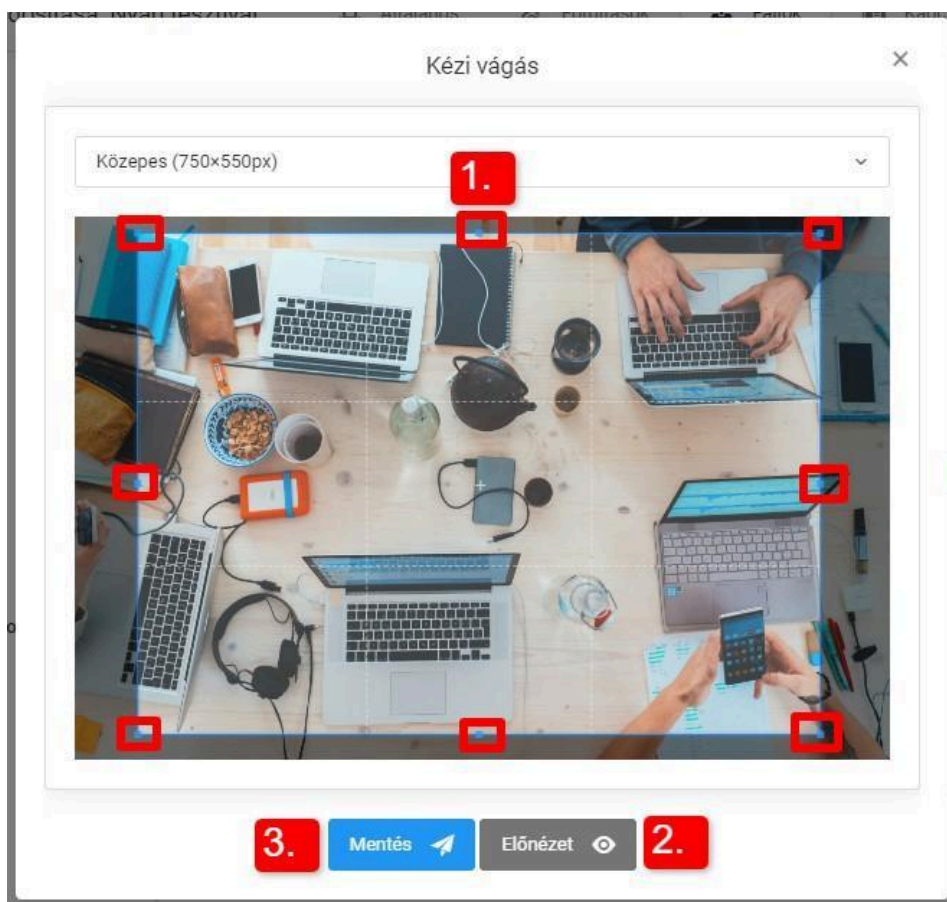 Kézi vágás
×
Közepes (750×550px)
1.
3.
Mentés
Előnézet
2.